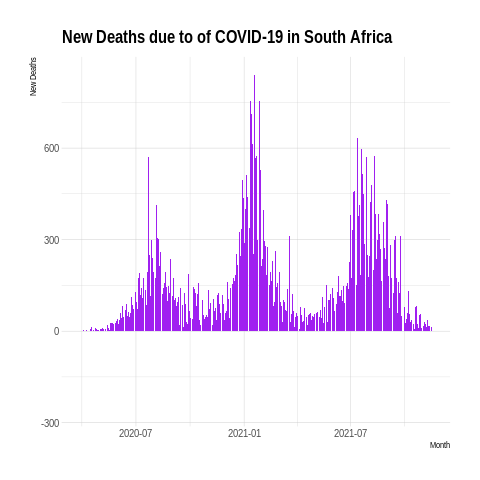 New Deaths due to of COVID-19 in South Africa
New Deaths
600
300
0
-300
2020-07
2021-01
2021-07
Month